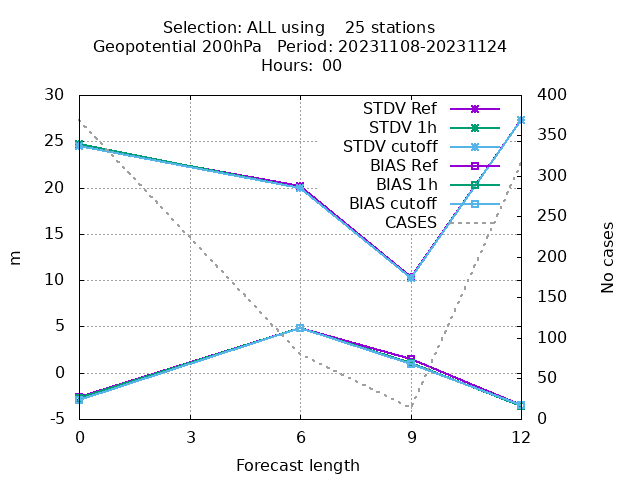 Selection: ALL using    25 stations
Geopotential 200hPa   Period: 20231108-20231124
Hours: 00
30
25
20
15
10
5
0
-5
m
STDV Ref
STDV 1h
STDV cutoff
BIAS Ref
BIAS 1h
BIAS cutoff
CASES
400
350
300
250
200
150
100
50
0
No cases
0
3
6
9
12
Forecast length